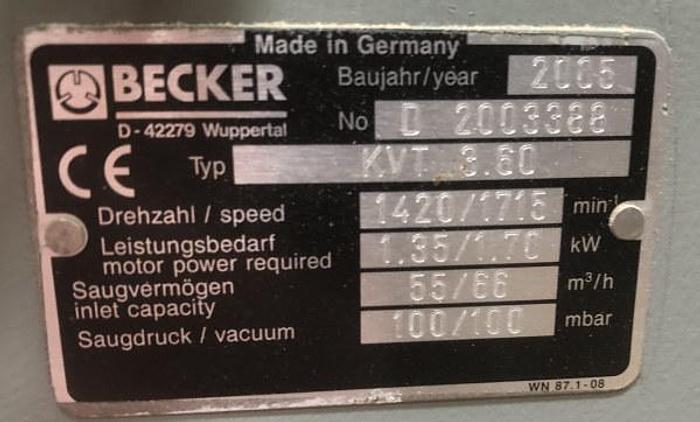 Made in Germany
BECKER
D-42279 Wuppertal
Baujahr/year 2005
No D 2003388
CE
Typ KVT 3.60
Drehzahl / speed 1420/1715 min-1
Leistungsbedarf
motor power required 1.35/1.70 kW
Saugvermögen
inlet capacity 55/66 m³/h
Saugdruck / vacuum 100/100 mbar
WN 87.1-08